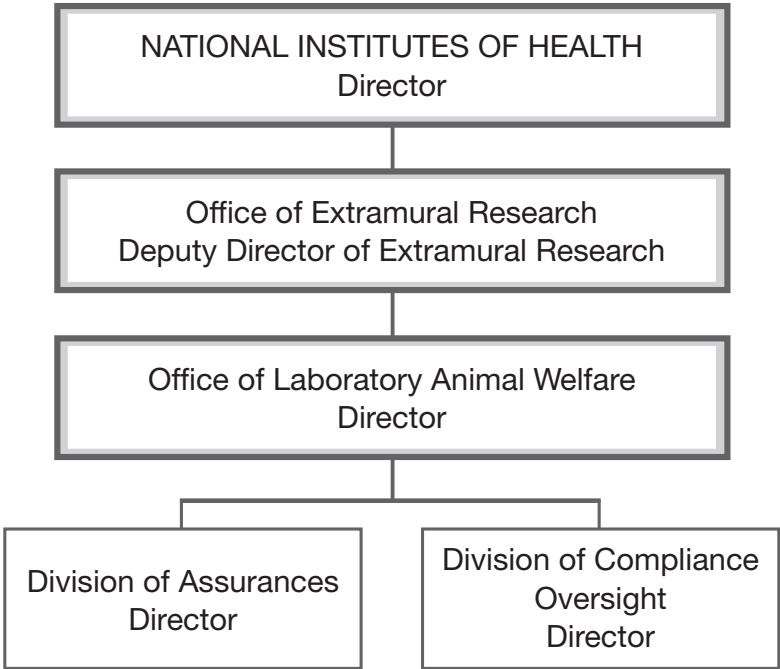 NATIONAL INSTITUTES OF HEALTH
Director
Office of Extramural Research
Deputy Director of Extramural Research
Office of Laboratory Animal Welfare
Director
Division of Assurances
Director
Division of Compliance
Oversight
Director